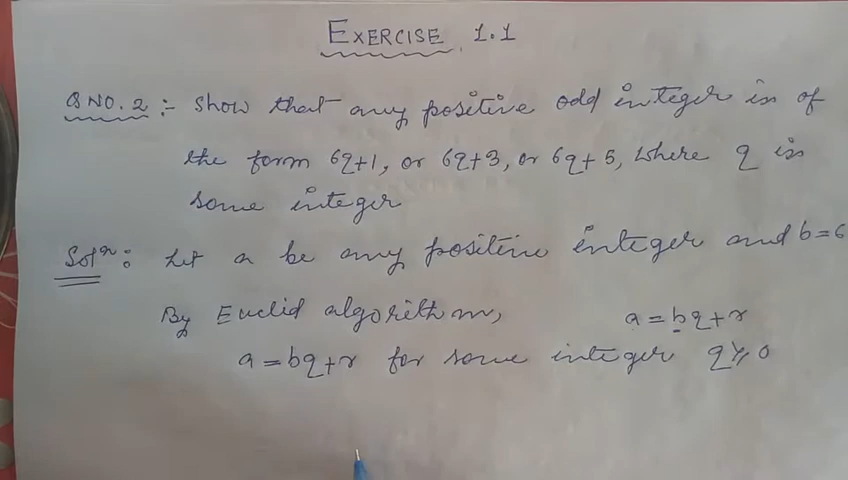 EXERCISE 1.1
Q NO. 2 :- Show that any positive odd integer is of
the form 6q+1, or 6q+3, or 6q+5, where q is
some integer
Solⁿ: Let a be any positive integer and b=6
By Euclid algorithm, a=bq+r
a=bq+r for some integer q≥0